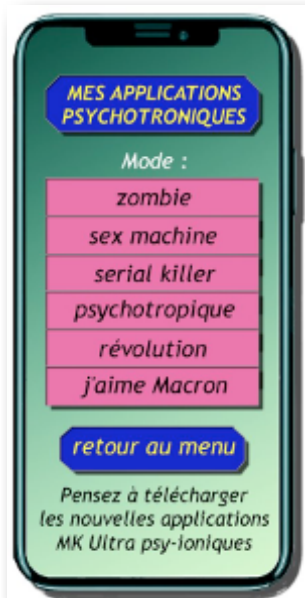 MES APPLICATIONS
PSYCHOTRONIQUES
Mode :
zombie
sex machine
serial killer
psychotropique
révolution
j'aime Macron
retour au menu
Pensez à télécharger
les nouvelles applications
MK Ultra psy-ioniques